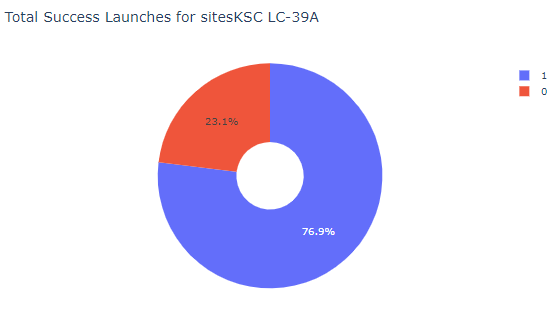 Total Success Launches for sitesKSC LC-39A
1
0
23.1%
76.9%